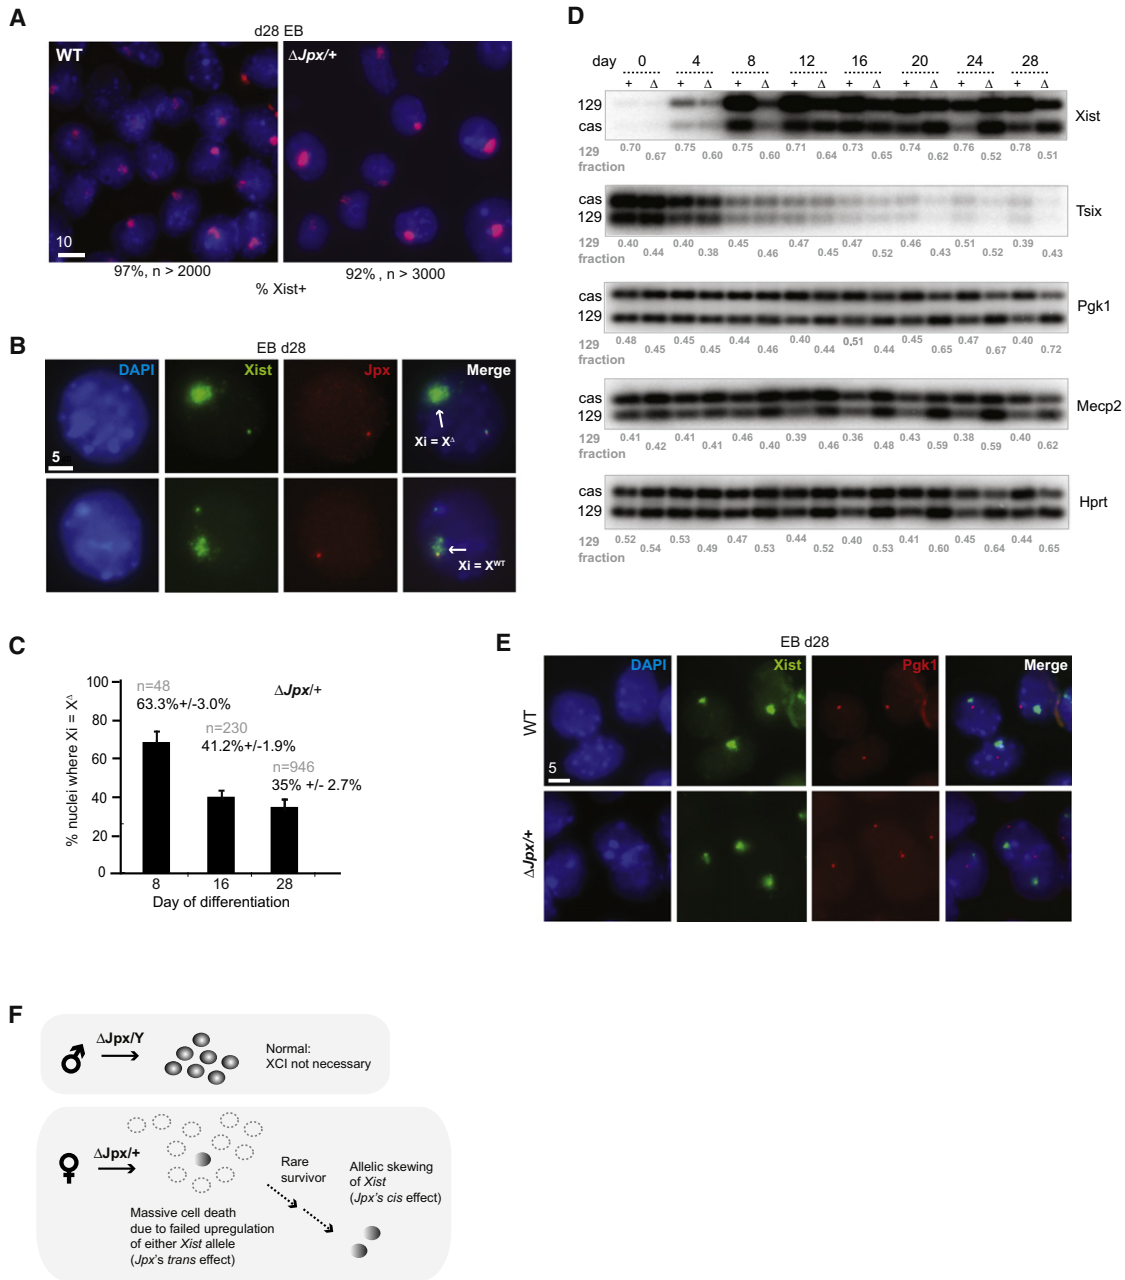 A
d28 EB
WT
ΔJpx/+
10
97%, n > 2000
92% , n > 3000
% Xist+
B
EB d28
DAPI
Xist
Jpx
Merge
5
Xi = XΔ
Xi = XWT
C
ΔJpx/+
% nuclei where Xi = XΔ
100
80
60
40
20
0
n=48
63.3%+/-3.0%
n=230
41.2%+/-1.9%
n=946
35% +/- 2.7%
8 16 28
Day of differentiation
D
day 0 4 8 12 16 20 24 28
+ Δ + Δ + Δ + Δ + Δ + Δ + Δ + Δ
129
cas
Xist
129 fraction
0.70 0.67 0.75 0.60 0.75 0.60 0.71 0.64 0.73 0.65 0.74 0.62 0.76 0.52 0.78 0.51
cas
129
Tsix
129 fraction
0.40 0.44 0.40 0.38 0.45 0.46 0.47 0.45 0.47 0.52 0.46 0.43 0.51 0.52 0.39 0.43
cas
129
Pgk1
129 fraction
0.48 0.45 0.45 0.45 0.44 0.46 0.40 0.44 0.51 0.44 0.45 0.65 0.47 0.67 0.40 0.72
cas
129
Mecp2
129 fraction
0.41 0.42 0.41 0.41 0.46 0.40 0.39 0.46 0.36 0.48 0.43 0.59 0.38 0.59 0.40 0.62
cas
129
Hprt
129 fraction
0.52 0.54 0.53 0.49 0.47 0.53 0.44 0.52 0.40 0.53 0.41 0.60 0.45 0.64 0.44 0.65
E
EB d28
DAPI
Xist
Pgk1
Merge
WT
5
ΔJpx/+
F
ΔJpx/Y
Normal:
XCI not necessary
ΔJpx/+
Massive cell death
due to failed upregulation
of either Xist allele
(Jpx's trans effect)
Rare
survivor
Allelic skewing
of Xist
(Jpx's cis effect)